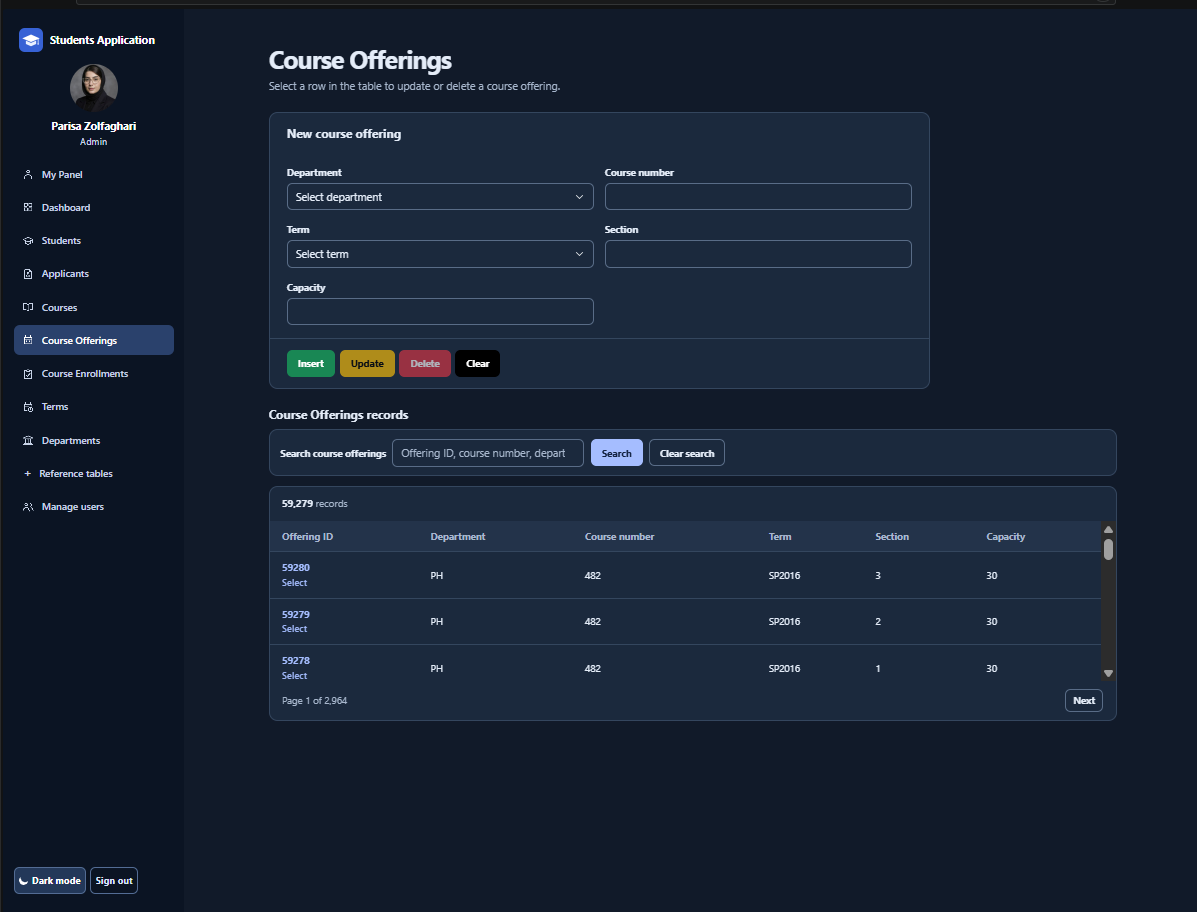 Students Application
Parisa Zolfaghari
Admin
My Panel
Dashboard
Students
Applicants
Courses
Course Offerings
Course Enrollments
Terms
Departments
+ Reference tables
Manage users
Dark mode
Sign out
Course Offerings
Select a row in the table to update or delete a course offering.
New course offering
Department
Course number
Select department
Term
Section
Select term
Capacity
Insert Update Delete Clear
Course Offerings records
Search course offerings Offering ID, course number, depart Search Clear search
59,279 records
Offering ID Department Course number Term Section Capacity
59280
Select
PH 482 SP2016 3 30
59279
Select
PH 482 SP2016 2 30
59278
Select
PH 482 SP2016 1 30
Page 1 of 2,964
Next